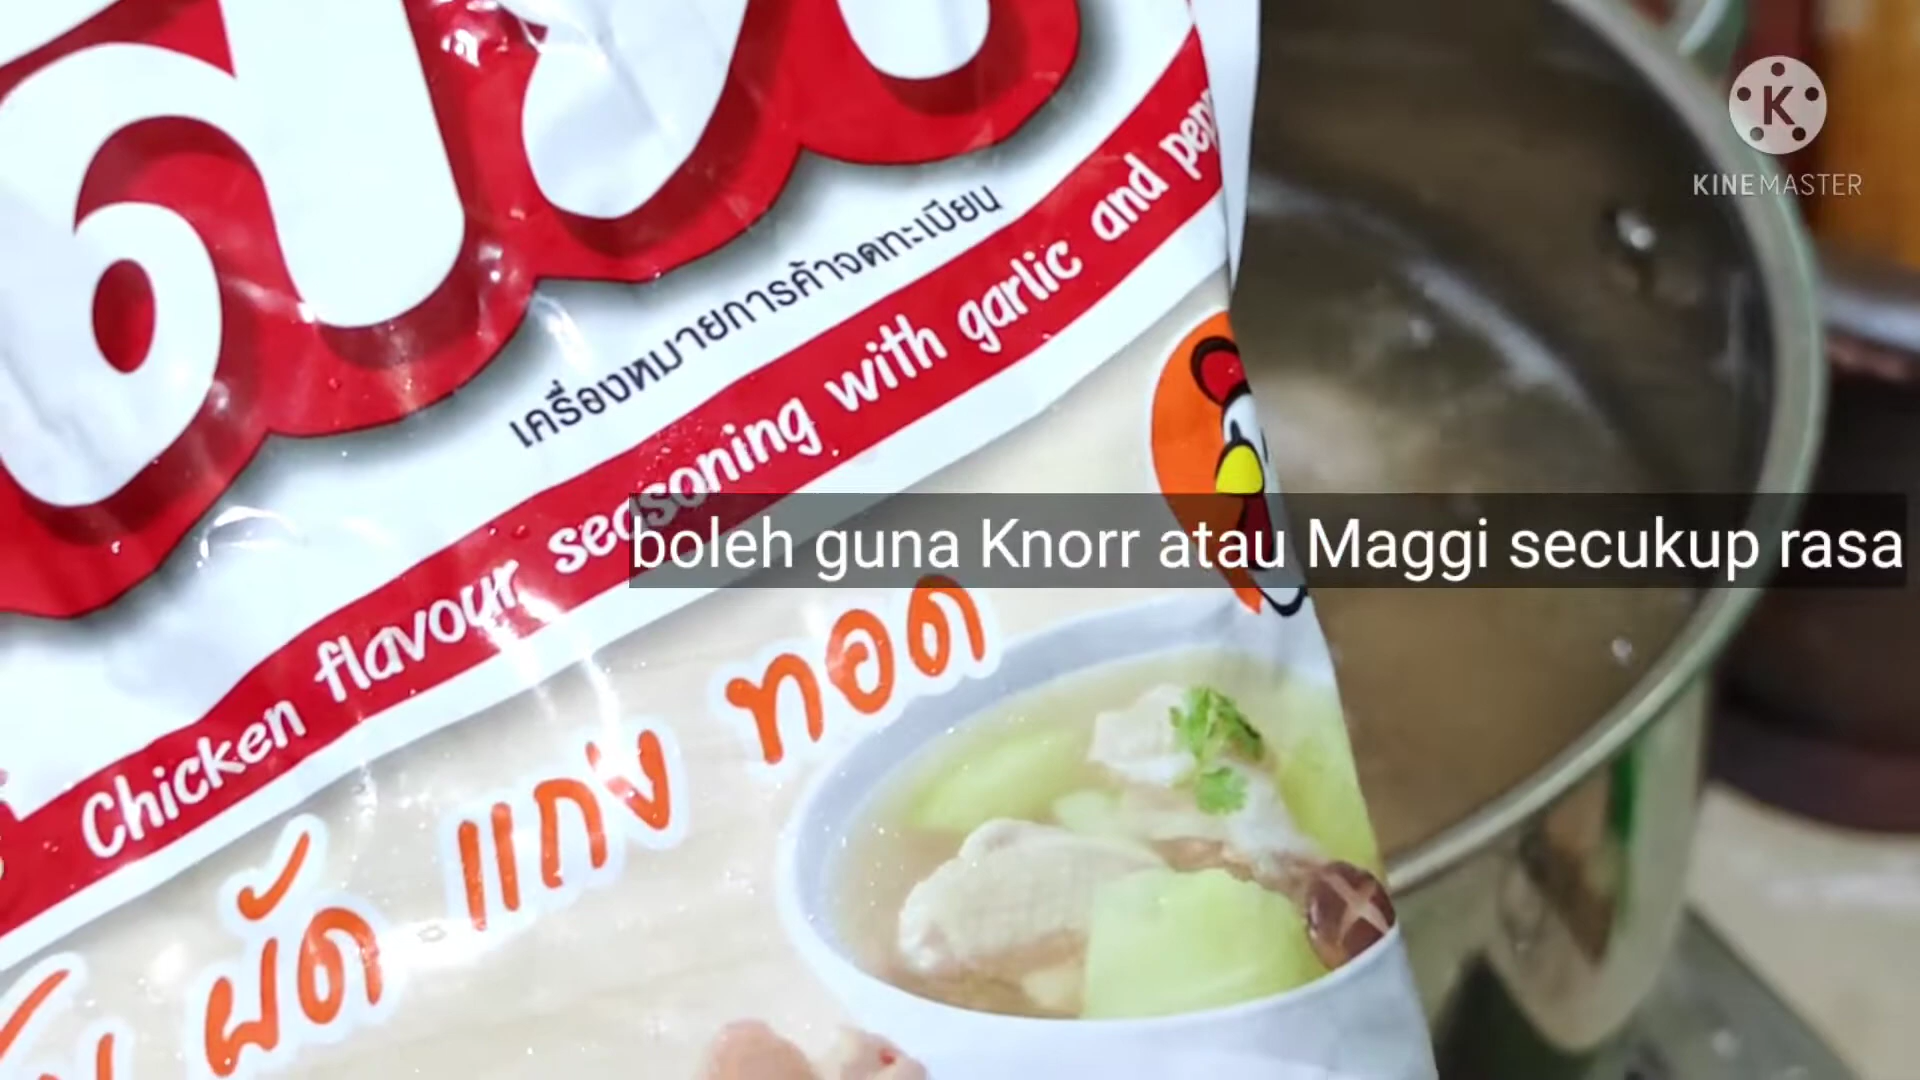 KINEMASTER
เครื่องหมายการค้าจดทะเบียน
Chicken flavour seasoning with garlic and
boleh guna Knorr atau Maggi secukup rasa
ผัด แกง ทอด